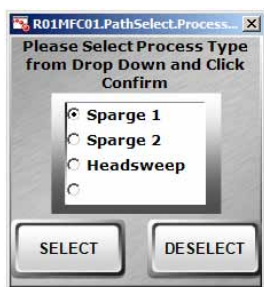 R01MFC01.PathSelect.Process...
Please Select Process Type
from Drop Down and Click
Confirm
Sparge 1
Sparge 2
Headsweep
SELECT
DESELECT